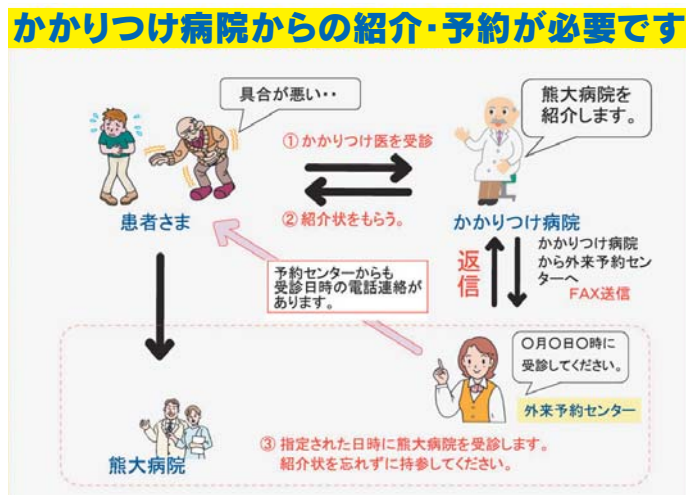 かかりつけ病院からの紹介・予約が必要です
具合が悪い・・
熊大病院を
紹介します。
① かかりつけ医を受診
② 紹介状をもらう。
患者さま
かかりつけ病院
返信
かかりつけ病院
から外来予約セン
ターへ
FAX送信
予約センターからも
受診日時の電話連絡が
あります。
〇月〇日〇時に
受診してください。
外来予約センター
熊大病院
③ 指定された日時に熊大病院を受診します。
紹介状を忘れずに持参してください。